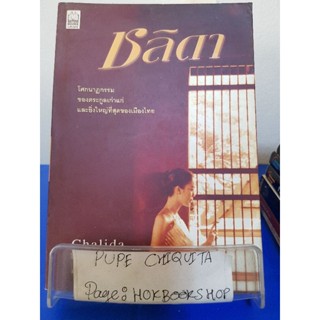 ชลิดา
โศกนาฏกรรม
ของตระกูลเก่าแก่
และยิ่งใหญ่ที่สุดของเมืองไทย
Chalida
PUPE CHIQUITA
Page: HOKBOOKSHOP